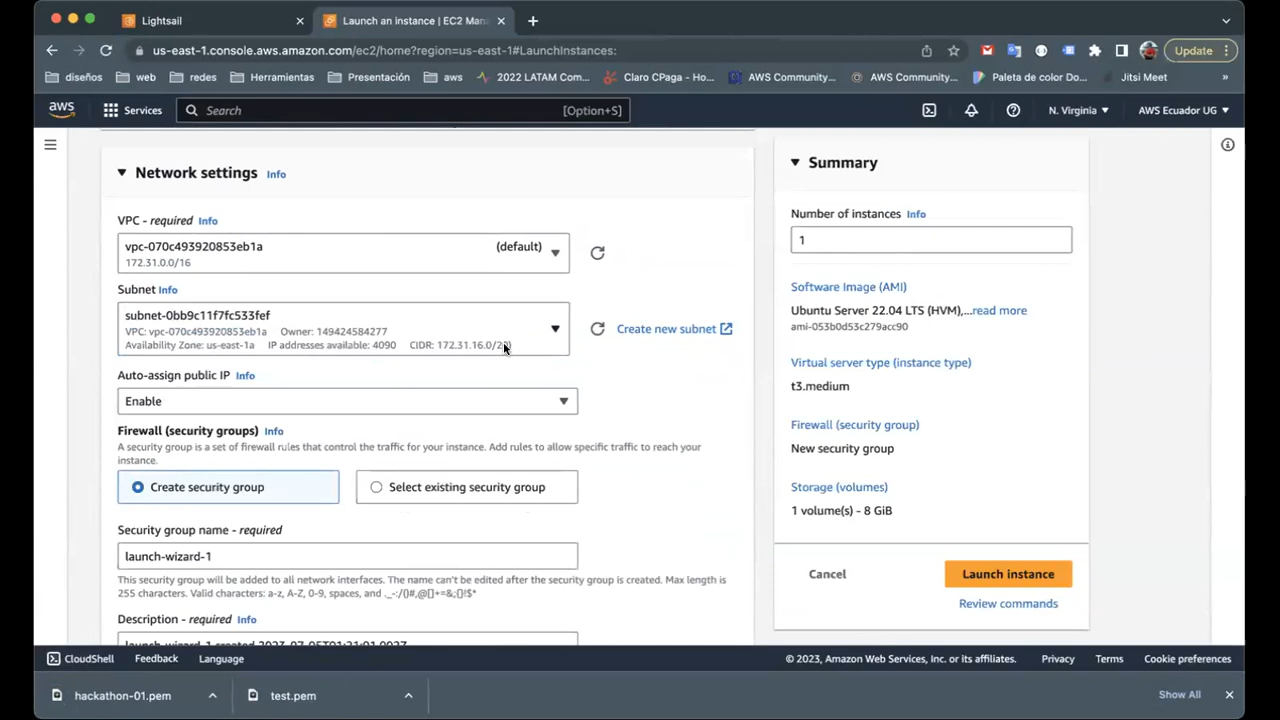 Lightsail
Launch an instance | EC2 Man
us-east-1.console.aws.amazon.com/ec2/home?region=us-east-1#LaunchInstances:
Update
diseños
web
redes
Herramientas
Presentación
aws
2022 LATAM Com...
Claro CPaga - Ho...
AWS Community...
AWS Community...
Paleta de color Do...
Jitsi Meet
»
aws
Services
Search
[Option+S]
N. Virginia
AWS Ecuador UG
Network settings Info
VPC - required Info
vpc-070c493920853eb1a (default)
172.31.0.0/16
Subnet Info
subnet-0bb9c11f7fc533fef
VPC: vpc-070c493920853eb1a Owner: 149424584277
Availability Zone: us-east-1a IP addresses available: 4090 CIDR:
Create new subnet
Auto-assign public IP Info
Enable
Firewall (security groups) Info
A security group is a set of firewall rules that control the traffic for your instance. Add rules to allow specific traffic to reach your
instance.
Create security group
Select existing security group
Security group name - required
launch-wizard-1
This security group will be added to all network interfaces. The name can't be edited after the security group is created. Max length is
255 characters. Valid characters: a-z, A-Z, 0-9, spaces, and ._-:/()#,@[]+=&;{}!$*
Description - required Info
Summary
Number of instances Info
1
Software Image (AMI)
Ubuntu Server 22.04 LTS (HVM),...read more
ami-053b0d53c279acc90
Virtual server type (instance type)
t3.medium
Firewall (security group)
New security group
Storage (volumes)
1 volume(s) - 8 GiB
Cancel
Launch instance
Review commands
CloudShell
Feedback
Language
© 2023, Amazon Web Services, Inc. or its affiliates.
Privacy
Terms
Cookie preferences
hackathon-01.pem
test.pem
Show All